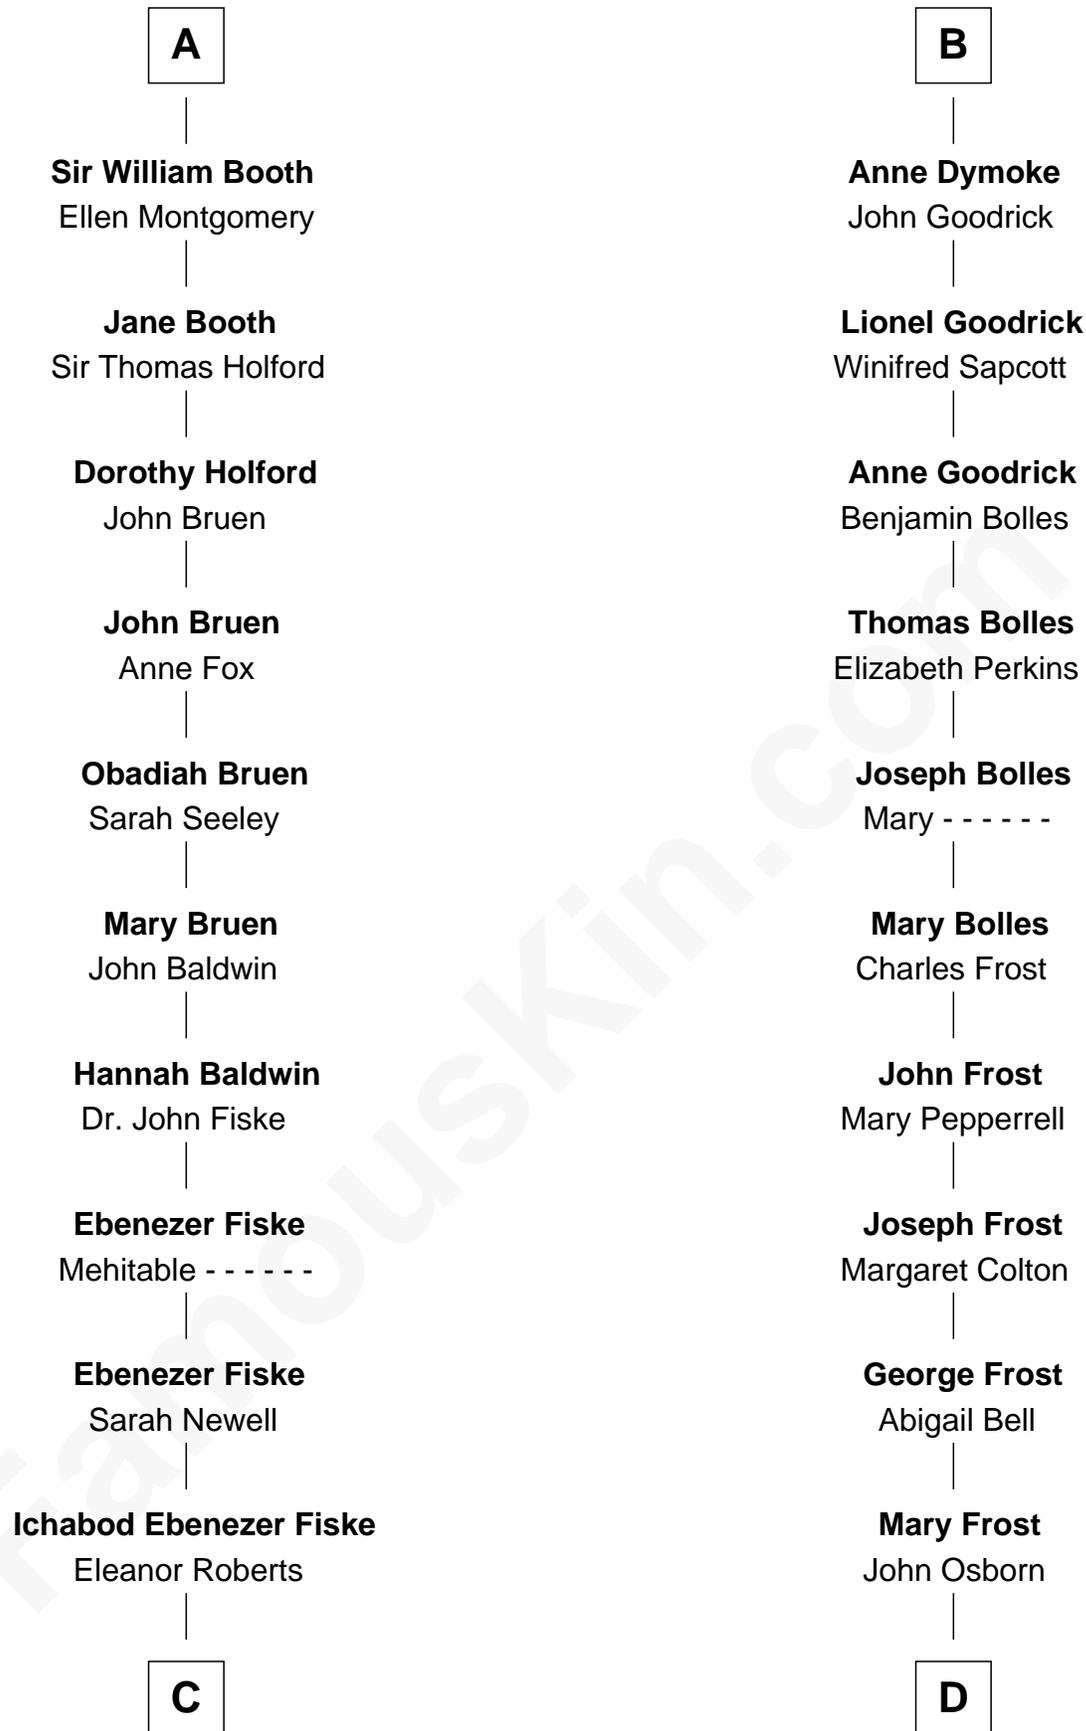 A
Sir William Booth
Ellen Montgomery
Jane Booth
Sir Thomas Holford
Dorothy Holford
John Bruen
John Bruen
Anne Fox
Obadiah Bruen
Sarah Seeley
Mary Bruen
John Baldwin
Hannah Baldwin
Dr. John Fiske
Ebenezer Fiske
Mehitable - - - - - -
Ebenezer Fiske
Sarah Newell
Ichabod Ebenezer Fiske
Eleanor Roberts
C
B
Anne Dymoke
John Goodrick
Lionel Goodrick
Winifred Sapcott
Anne Goodrick
Benjamin Bolles
Thomas Bolles
Elizabeth Perkins
Joseph Bolles
Mary - - - - - -
Mary Bolles
Charles Frost
John Frost
Mary Pepperrell
Joseph Frost
Margaret Colton
George Frost
Abigail Bell
Mary Frost
John Osborn
D
FamousKin.com